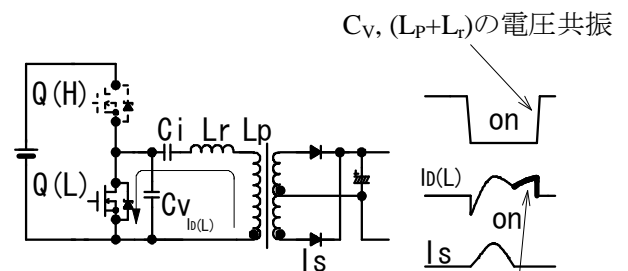 CV, (LP+Lr)の電圧共振
Q(H)
Ci Lr Lp
on
Q(L)
Cv
ID(L)
ID(L)
on
Is
Is